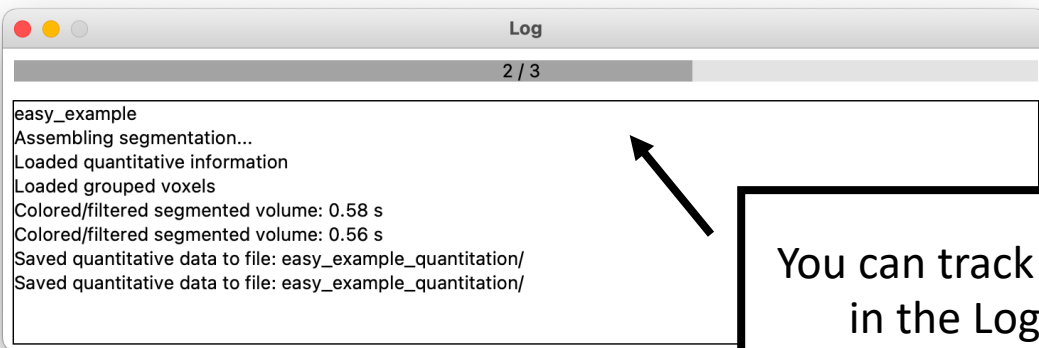 Log
2 / 3
easy_example
Assembling segmentation...
Loaded quantitative information
Loaded grouped voxels
Colored/filtered segmented volume: 0.58 s
Colored/filtered segmented volume: 0.56 s
Saved quantitative data to file: easy_example_quantitation/
Saved quantitative data to file: easy_example_quantitation/
You can track
in the Log